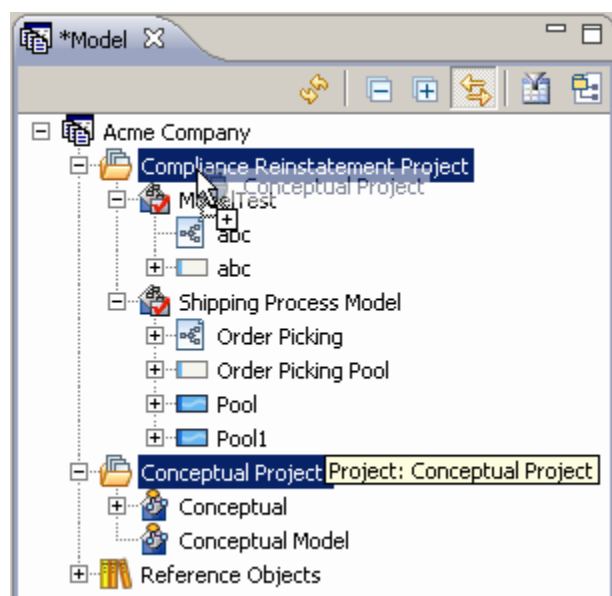 *Model
Acme Company
Compliance Reinstatement Project
Conceptual Project
ModelTest
abc
abc
Shipping Process Model
Order Picking
Order Picking Pool
Pool
Pool1
Conceptual Project Project: Conceptual Project
Conceptual
Conceptual Model
Reference Objects